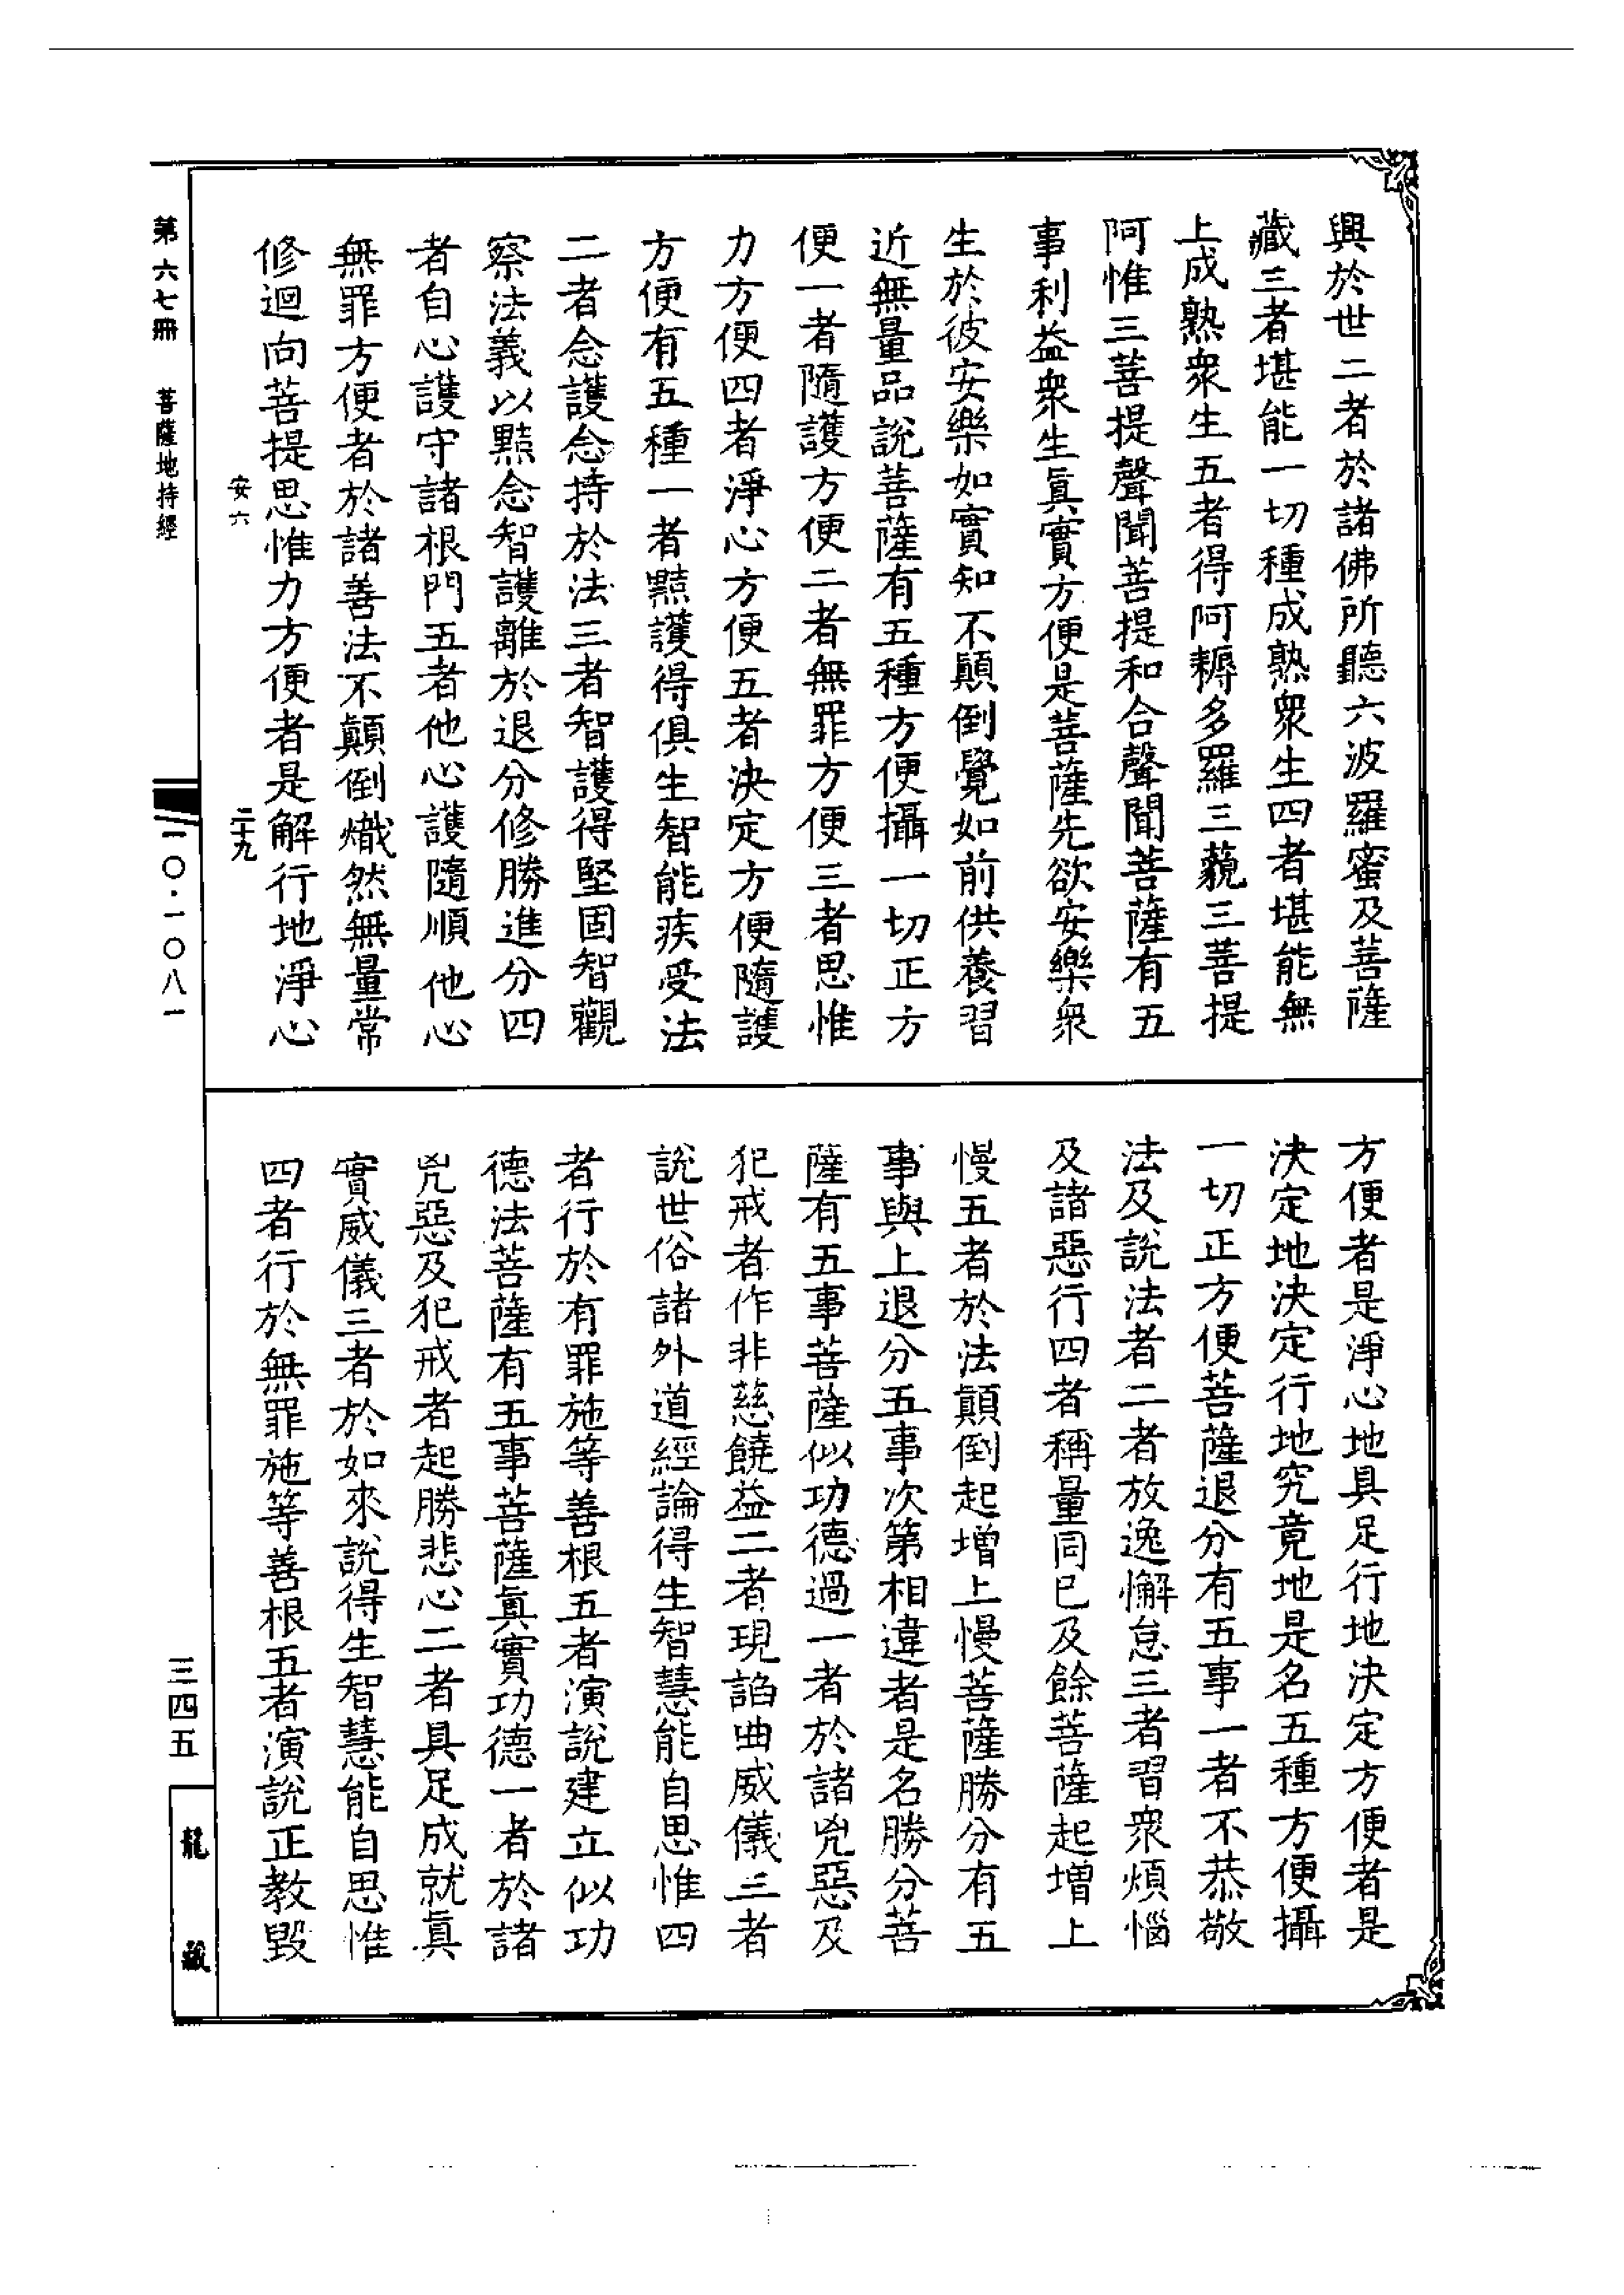 興於世二者於諸佛所聽六波羅蜜及菩薩
藏三者堪能一切種成熟衆生四者堪能無
上成熟衆生五者得阿耨多羅三藐三菩提
阿惟三菩提聲聞菩提和合聲聞菩薩有五
事利益衆生眞實方便是菩薩先欲安樂衆
生於彼安樂如實知不顚倒覺如前供養習
近無量品說菩薩有五種方便攝一切正方
便一者隨護方便二者無罪方便三者思惟
力方便四者淨心方便五者決定方便隨護
方便有五種一者黠護得俱生智能疾受法
二者念護念持於法三者智護得堅固智觀
察法義以黠念智護離於退分修勝進分四
者自心護守諸根門五者他心護隨順他心
無罪方便者於諸善法不顚倒熾然無量常
修迴向菩提思惟力方便者是解行地淨心
安六
二十九
方便者是淨心地具足行地決定方便者是
決定地決定行地究竟地是名五種方便攝
一切正方便菩薩退分有五事一者不恭敬
法及說法者二者放逸懈怠三者習衆煩惱
及諸惡行四者稱量同已及餘菩薩起增上
慢五者於法顚倒起增上慢菩薩勝分有五
事與上退分五事次第相違者是名勝分菩
薩有五事菩薩似功德過一者於諸兇惡及
犯戒者作非慈饒益二者現諂曲威儀三者
說世俗諸外道經論得生智慧能自思惟四
者行於有罪施等善根五者演說建立似功
德法菩薩有五事菩薩眞實功德一者於諸
兇惡及犯戒者起勝悲心二者具足成就眞
實威儀三者於如來說得生智慧能自思惟
四者行於無罪施等善根五者演說正教毀
第六七冊 菩薩地持經
一〇·一〇八一
三四五
龍藏